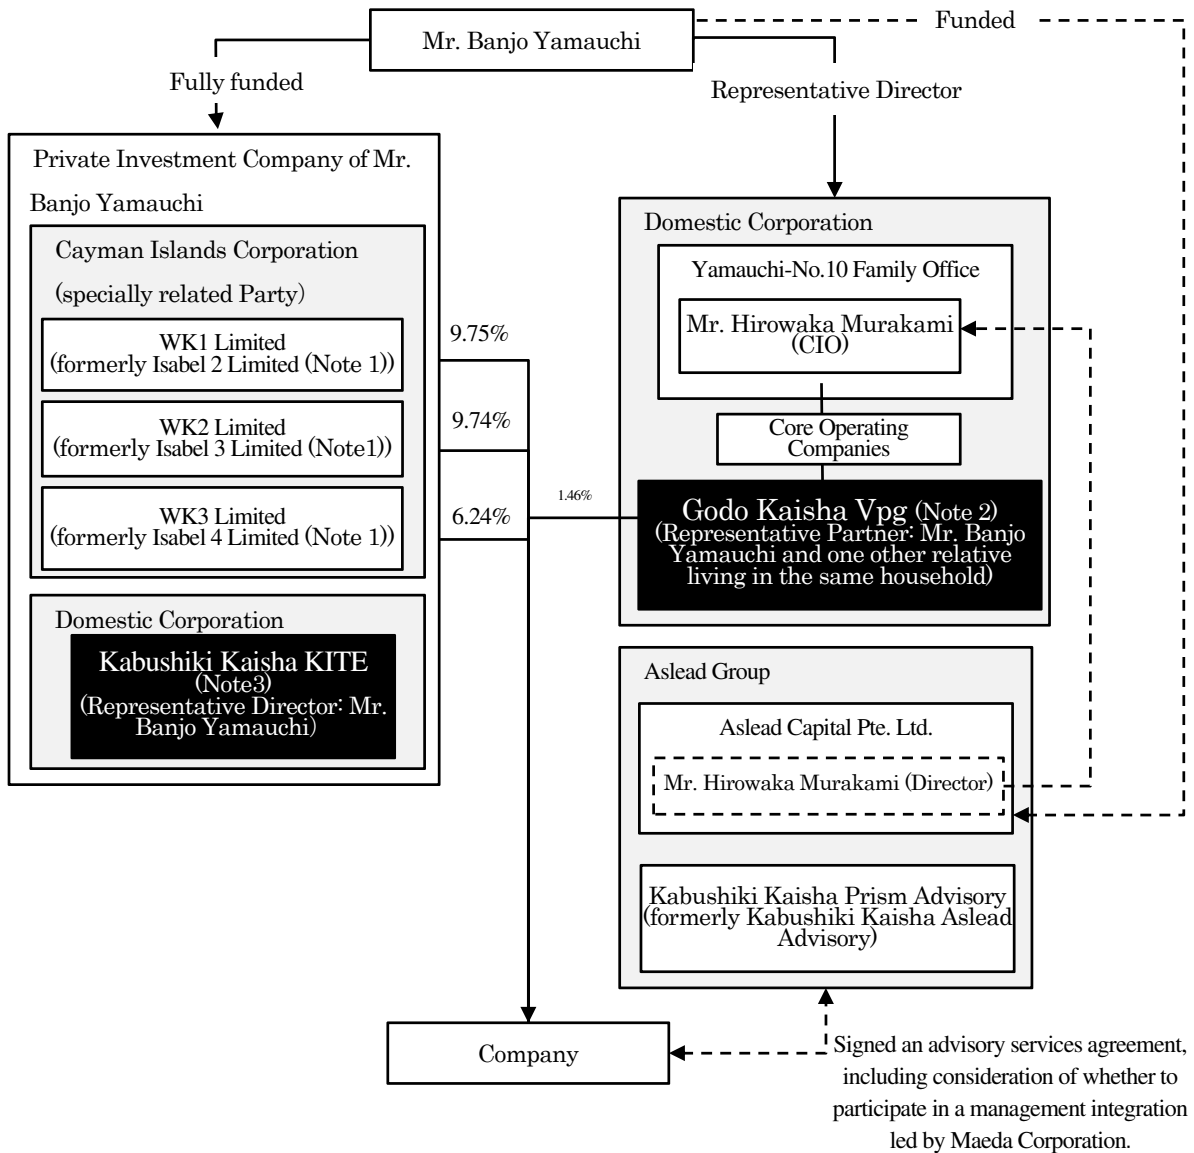 Mr. Banjo Yamauchi
Funded
Fully funded
Representative Director
Private Investment Company of Mr.
Banjo Yamauchi
Cayman Islands Corporation
(specially related Party)
WK1 Limited
(formerly Isabel 2 Limited (Note 1))
WK2 Limited
(formerly Isabel 3 Limited (Note1))
WK3 Limited
(formerly Isabel 4 Limited (Note 1))
Domestic Corporation
Kabushiki Kaisha KITE
(Note3)
(Representative Director: Mr.
Banjo Yamauchi)
9.75%
9.74%
6.24%
1.46%
Domestic Corporation
Yamauchi-No.10 Family Office
Mr. Hirowaka Murakami
(CIO)
Core Operating
Companies
Godo Kaisha Vpg (Note 2)
(Representative Partner: Mr. Banjo
Yamauchi and one other relative
living in the same household)
Aslead Group
Aslead Capital Pte. Ltd.
Mr. Hirowaka Murakami (Director)
Kabushiki Kaisha Prism Advisory
(formerly Kabushiki Kaisha Aslead
Advisory)
Company
Signed an advisory services agreement,
including consideration of whether to
participate in a management integration
led by Maeda Corporation.